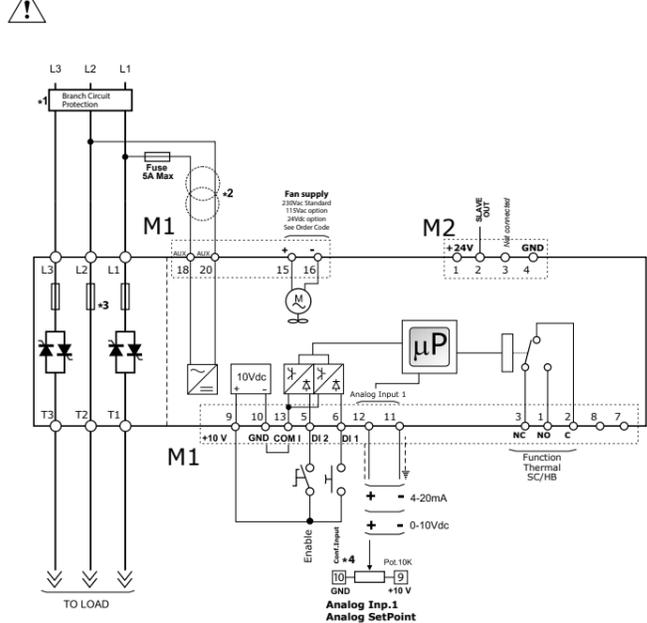 L3 L2 L1
*1 Branch Circuit
Protection
Fuse
5A Max
*2
Fan supply
230Vac Standard
115Vac option
24Vdc option
See Order Code
SLAVE
OUT
Not connected
M1
M2
AUX AUX
+ -
+24V GND
L3 L2 L1
18 20 15 16
1 2 3 4
M
*3
µP
10Vdc
+ -
Analog Input 1
T3 T2 T1
9 10 13 5 6 12 11
3 1 2 8 7
+10 V GND COM I DI 2 DI 1
NC NO C
M1
Function
Thermal
SC/HB
+ - 4-20mA
+ - 0-10Vdc
Enable
Conf.Input
*4
Pot.10K
10 9
GND +10 V
TO LOAD
Analog Inp.1
Analog SetPoint